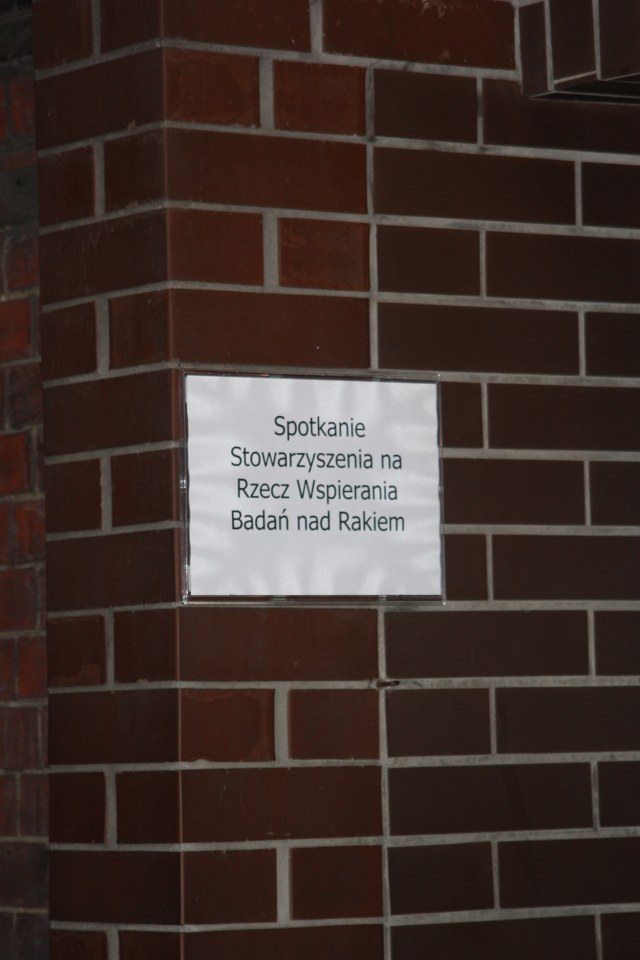 Spotkanie
Stowarzyszenia na
Rzecz Wspierania
Badań nad Rakiem